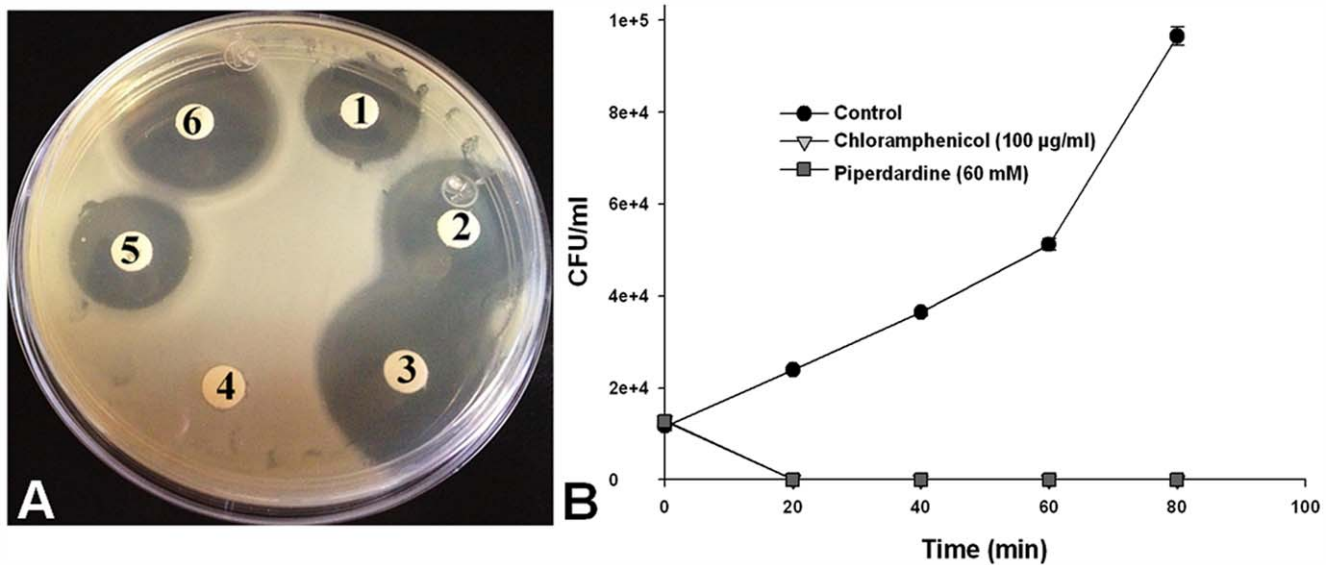 6
1
2
5
4
3
A
B
CFU/ml
1e+5
8e+4
6e+4
4e+4
2e+4
0
Control
Chloramphenicol (100 µg/ml)
Piperdardine (60 mM)
0 20 40 60 80 100
Time (min)